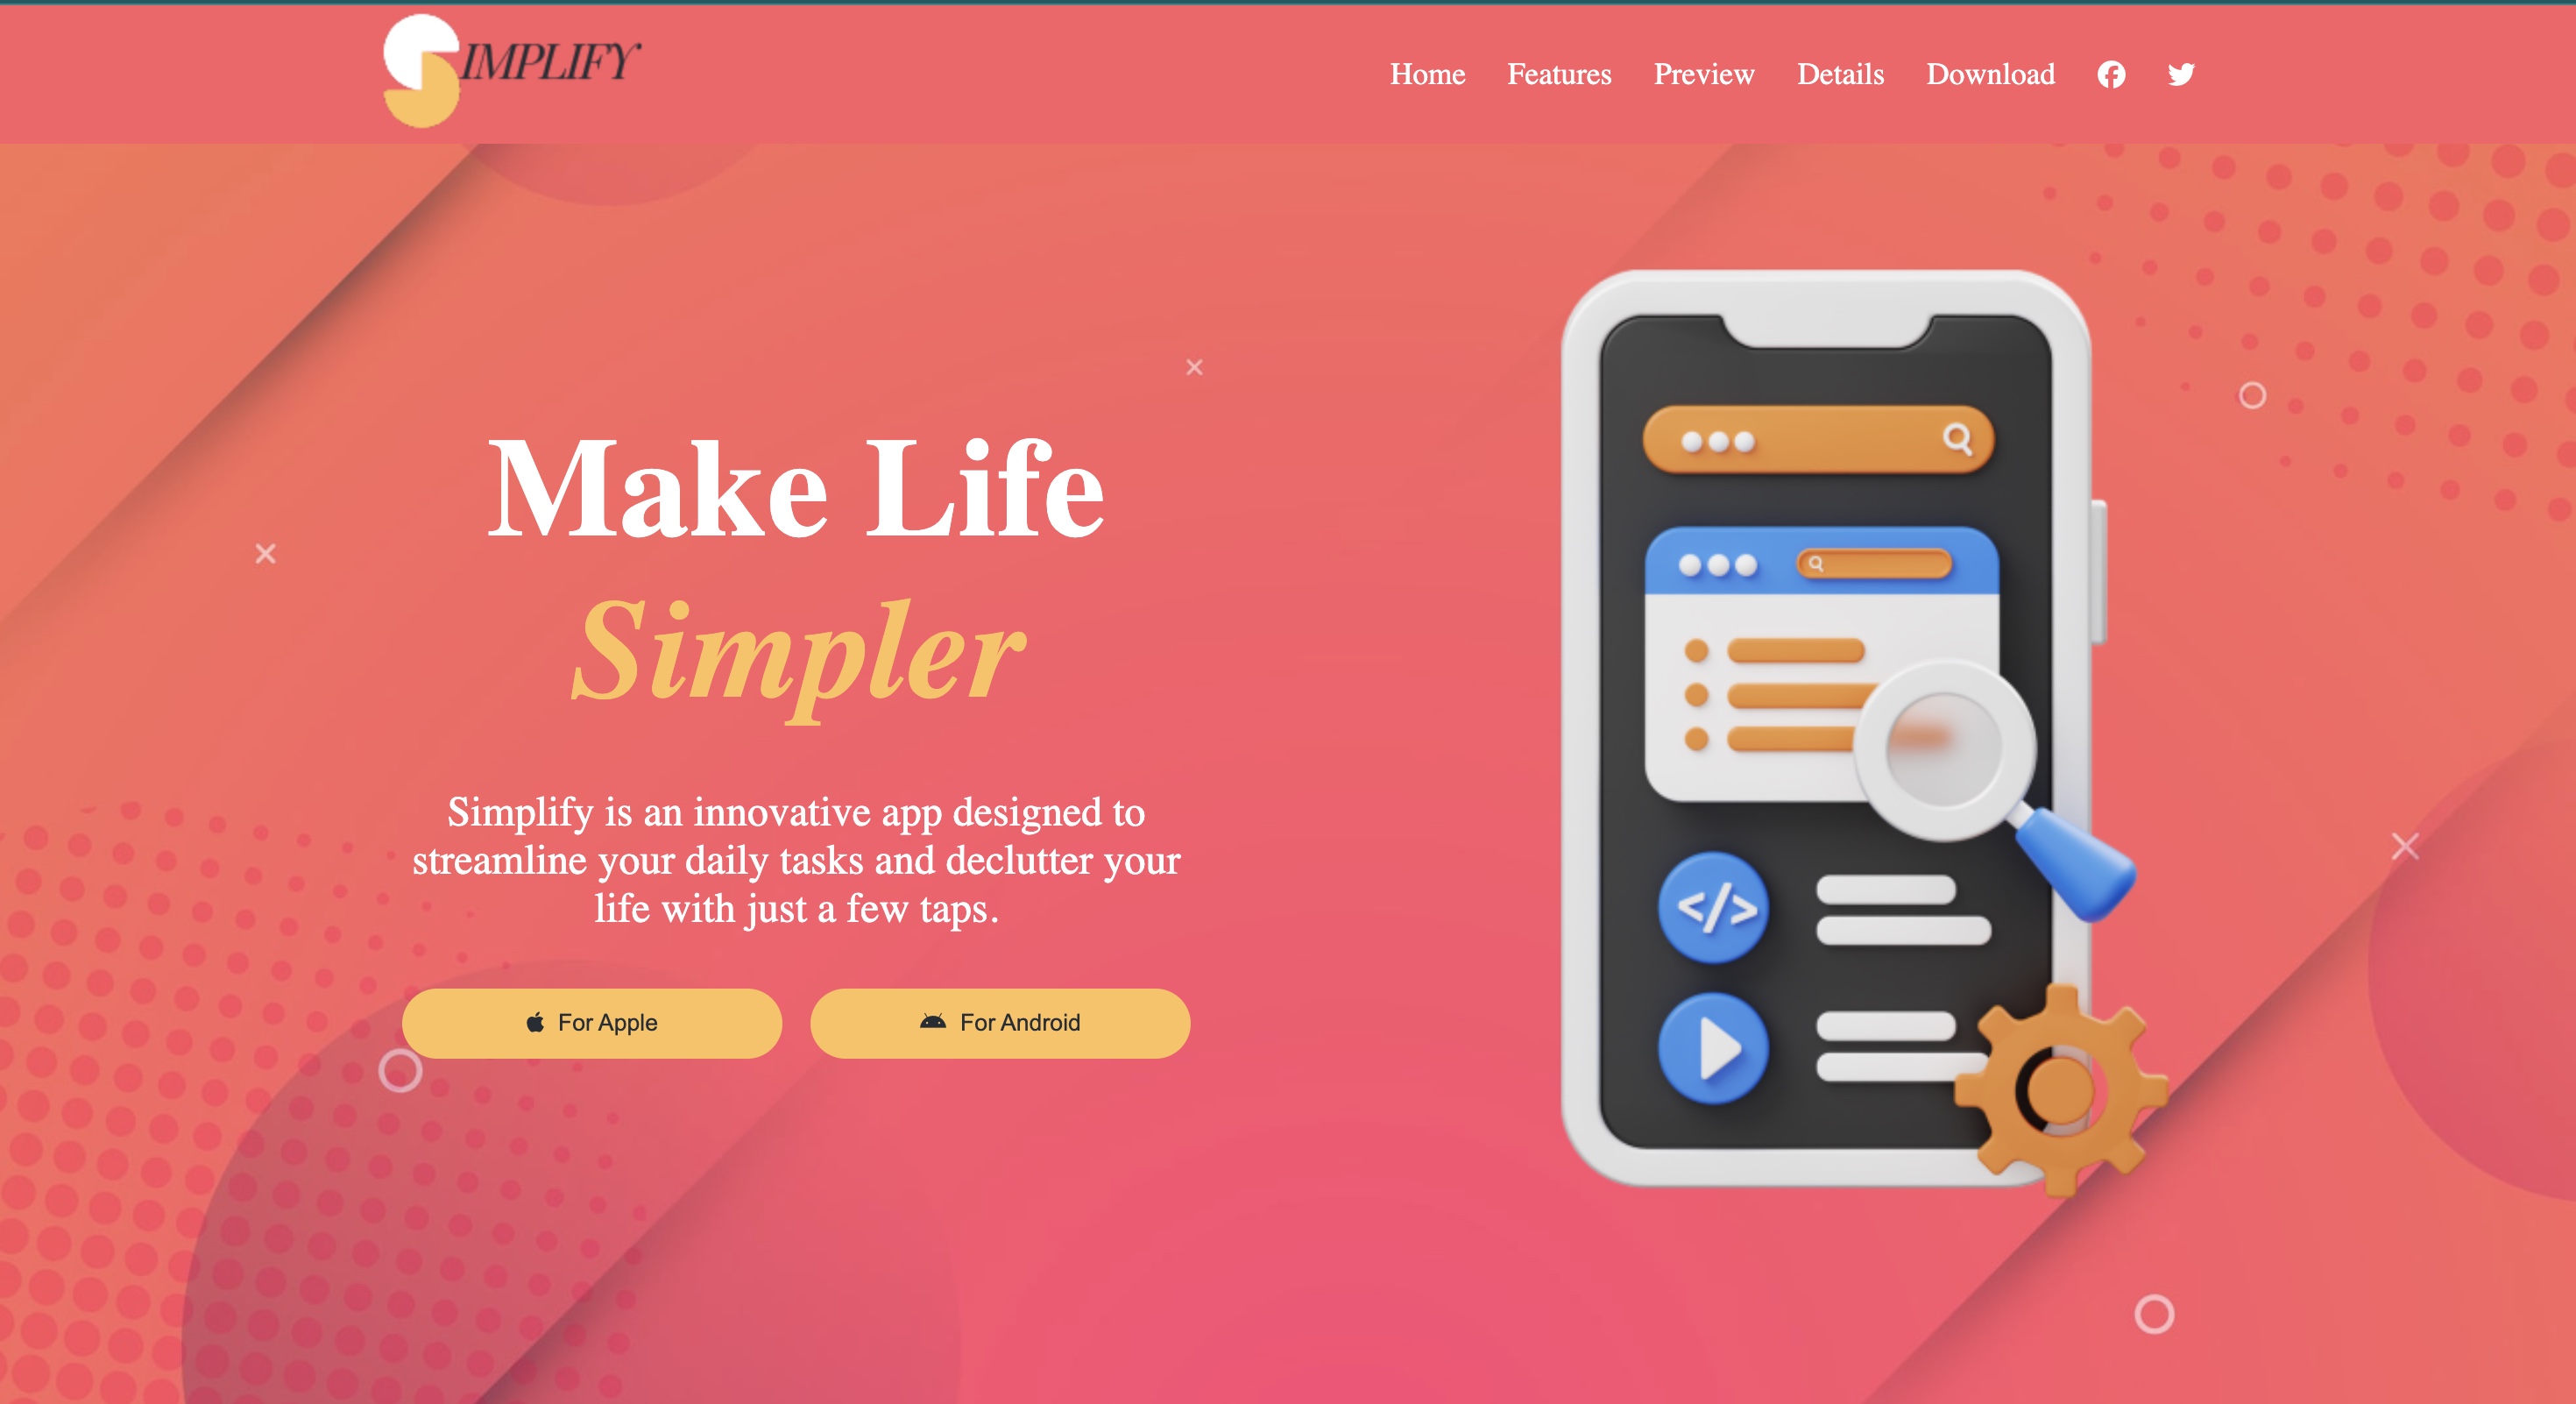 SIMPLIFY
Home Features Preview Details Download
Make Life
Simpler
Simplify is an innovative app designed to
streamline your daily tasks and declutter your
life with just a few taps.
For Apple
For Android
</>